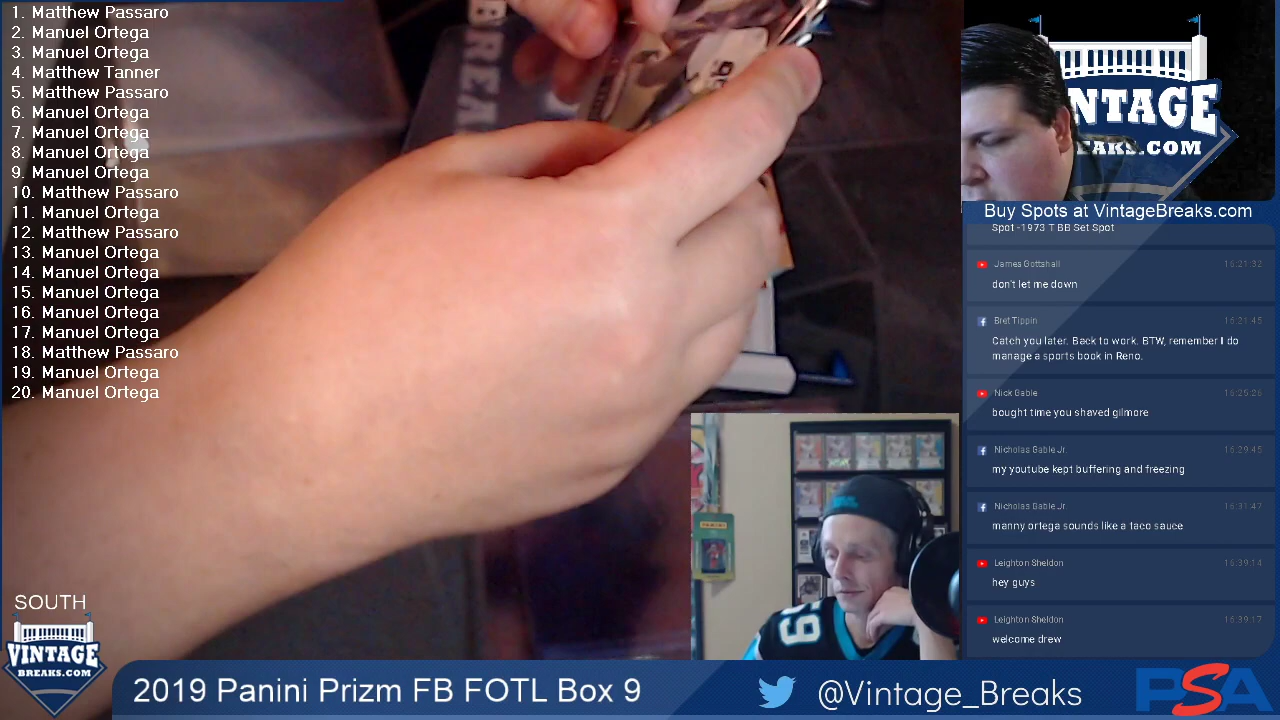 1. Matthew Passaro
2. Manuel Ortega
3. Manuel Ortega
4. Matthew Tanner
5. Matthew Passaro
6. Manuel Ortega
7. Manuel Ortega
8. Manuel Ortega
9. Manuel Ortega
10. Matthew Passaro
11. Manuel Ortega
12. Matthew Passaro
13. Manuel Ortega
14. Manuel Ortega
15. Manuel Ortega
16. Manuel Ortega
17. Manuel Ortega
18. Matthew Passaro
19. Manuel Ortega
20. Manuel Ortega
SOUTH
VINTAGE
BREAKS.COM
BREA
NTAGE
EAKS.COM
Buy Spots at VintageBreaks.com
Spot -1973 T BB Set Spot
James Gottshall 16:21:32
don't let me down
Bret Tippin 16:21:45
Catch you later. Back to work. BTW, remember I do
manage a sports book in Reno.
Nick Gable 16:25:26
bought time you shaved gilmore
Nicholas Gable Jr. 16:29:45
my youtube kept buffering and freezing
Nicholas Gable Jr. 16:31:47
manny ortega sounds like a taco sauce
Leighton Sheldon 16:39:14
hey guys
Leighton Sheldon 16:39:17
welcome drew
59
2019 Panini Prizm FB FOTL Box 9
@Vintage_Breaks
PSA